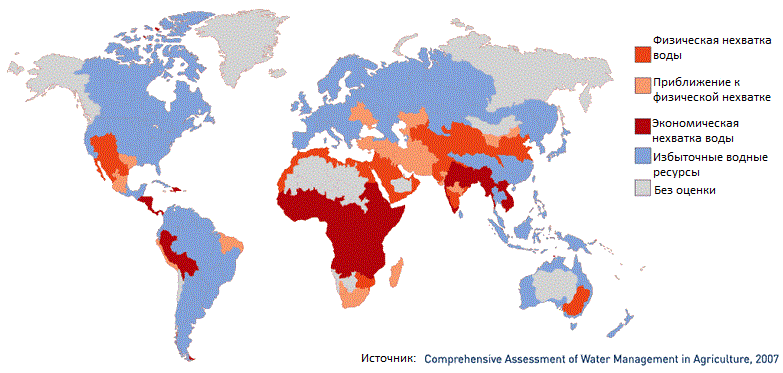 Физическая нехватка
воды
Приближение к
физической нехватке
Экономическая
нехватка воды
Избыточные водные
ресурсы
Без оценки
Источник: Comprehensive Assessment of Water Management in Agriculture, 2007